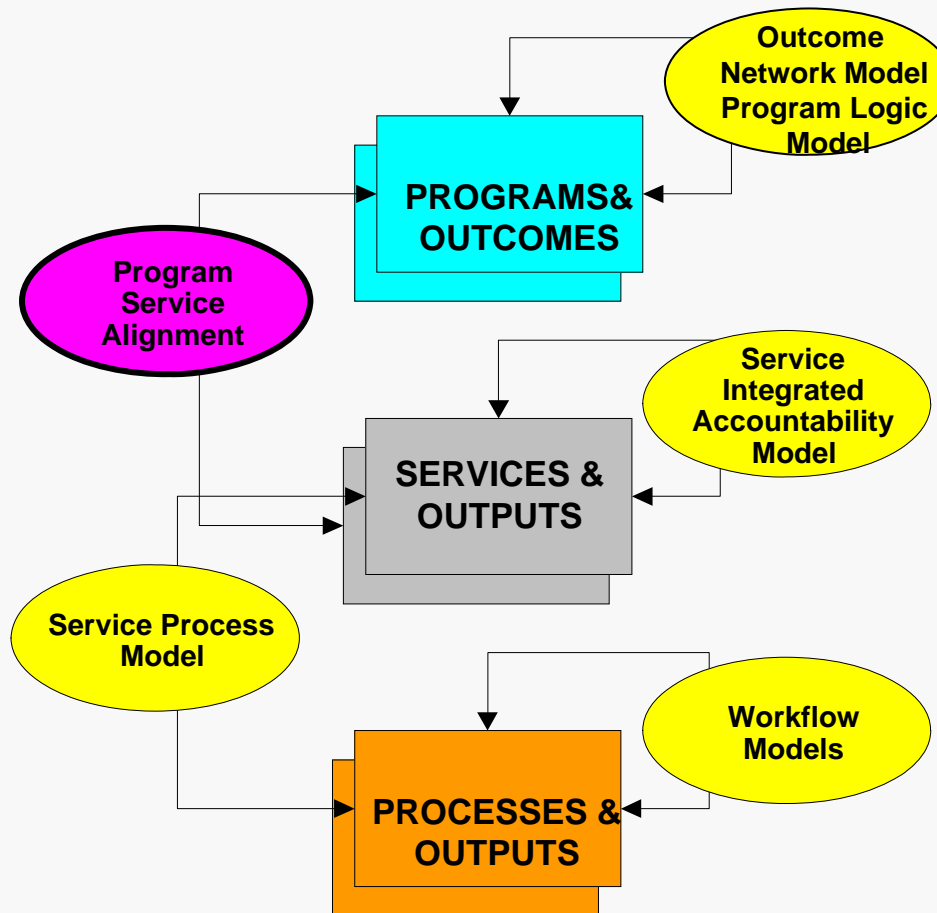 Outcome
Network Model
Program Logic
Model
PROGRAMS&
OUTCOMES
Program
Service
Alignment
Service
Integrated
Accountability
Model
SERVICES &
OUTPUTS
Service Process
Model
Workflow
Models
PROCESSES &
OUTPUTS